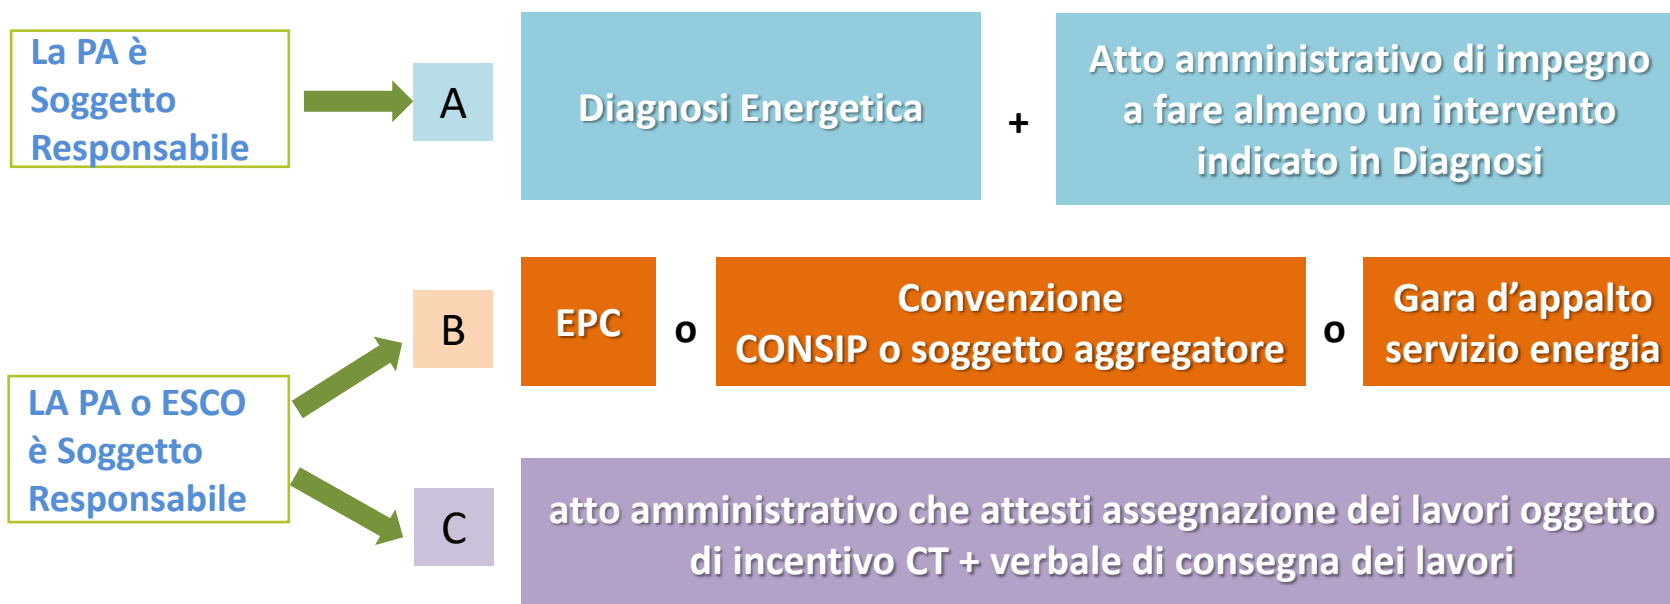 La PA è
Soggetto
Responsabile
A
Diagnosi Energetica
+
Atto amministrativo di impegno
a fare almeno un intervento
indicato in Diagnosi
LA PA o ESCO
è Soggetto
Responsabile
B
EPC
o
Convenzione
CONSIP o soggetto aggregatore
o
Gara d’appalto
servizio energia
C
atto amministrativo che attesti assegnazione dei lavori oggetto
di incentivo CT + verbale di consegna dei lavori